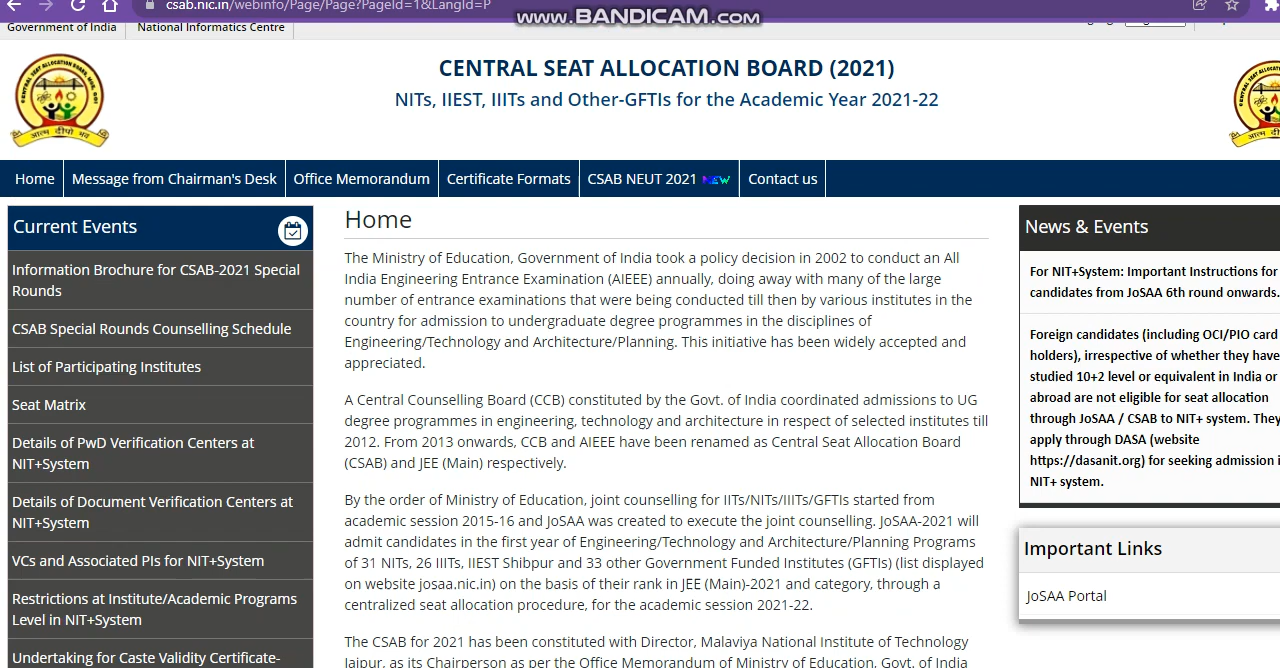 csab.nic.in/webinfo/Page/Page?PageId=1&LangId=P
www.BANDICAM.com
Government of India
National Informatics Centre
CENTRAL SEAT ALLOCATION BOARD (2021)
NITs, IIEST, IIITs and Other-GFTIs for the Academic Year 2021-22
Home
Message from Chairman's Desk
Office Memorandum
Certificate Formats
CSAB NEUT 2021 NEW
Contact us
Current Events
Information Brochure for CSAB-2021 Special
Rounds
CSAB Special Rounds Counselling Schedule
List of Participating Institutes
Seat Matrix
Details of PwD Verification Centers at
NIT+System
Details of Document Verification Centers at
NIT+System
VCs and Associated PIs for NIT+System
Restrictions at Institute/Academic Programs
Level in NIT+System
Undertaking for Caste Validity Certificate-
Home
The Ministry of Education, Government of India took a policy decision in 2002 to conduct an All
India Engineering Entrance Examination (AIEEE) annually, doing away with many of the large
number of entrance examinations that were being conducted till then by various institutes in the
country for admission to undergraduate degree programmes in the disciplines of
Engineering/Technology and Architecture/Planning. This initiative has been widely accepted and
appreciated.
A Central Counselling Board (CCB) constituted by the Govt. of India coordinated admissions to UG
degree programmes in engineering, technology and architecture in respect of selected institutes till
2012. From 2013 onwards, CCB and AIEEE have been renamed as Central Seat Allocation Board
(CSAB) and JEE (Main) respectively.
By the order of Ministry of Education, joint counselling for IITs/NITs/IIITs/GFTIs started from
academic session 2015-16 and JoSAA was created to execute the joint counselling. JoSAA-2021 will
admit candidates in the first year of Engineering/Technology and Architecture/Planning Programs
of 31 NITs, 26 IIITs, IIEST Shibpur and 33 other Government Funded Institutes (GFTIs) (list displayed
on website josaa.nic.in) on the basis of their rank in JEE (Main)-2021 and category, through a
centralized seat allocation procedure, for the academic session 2021-22.
The CSAB for 2021 has been constituted with Director, Malaviya National Institute of Technology
Jaipur, as its Chairperson as per the Office Memorandum of Ministry of Education, Govt. of India
News & Events
For NIT+System: Important Instructions for
candidates from JoSAA 6th round onwards.
Foreign candidates (including OCI/PIO card
holders), irrespective of whether they have
studied 10+2 level or equivalent in India or
abroad are not eligible for seat allocation
through JoSAA / CSAB to NIT+ system. They
apply through DASA (website
https://dasanit.org) for seeking admission i
NIT+ system.
Important Links
JoSAA Portal